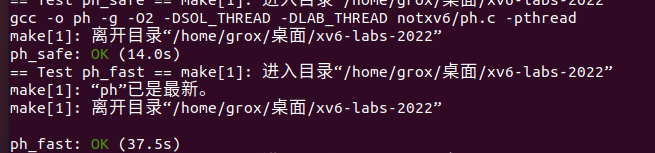 == Test ph_safe == make[1]: 进入目录“/home/grox/桌面/xv6-labs-2022”
gcc -o ph -g -O2 -DSOL_THREAD -DLAB_THREAD notxv6/ph.c -pthread
make[1]: 离开目录“/home/grox/桌面/xv6-labs-2022”
ph_safe: OK (14.0s)
== Test ph_fast == make[1]: 进入目录“/home/grox/桌面/xv6-labs-2022”
make[1]: “ph”已是最新。
make[1]: 离开目录“/home/grox/桌面/xv6-labs-2022”
ph_fast: OK (37.5s)